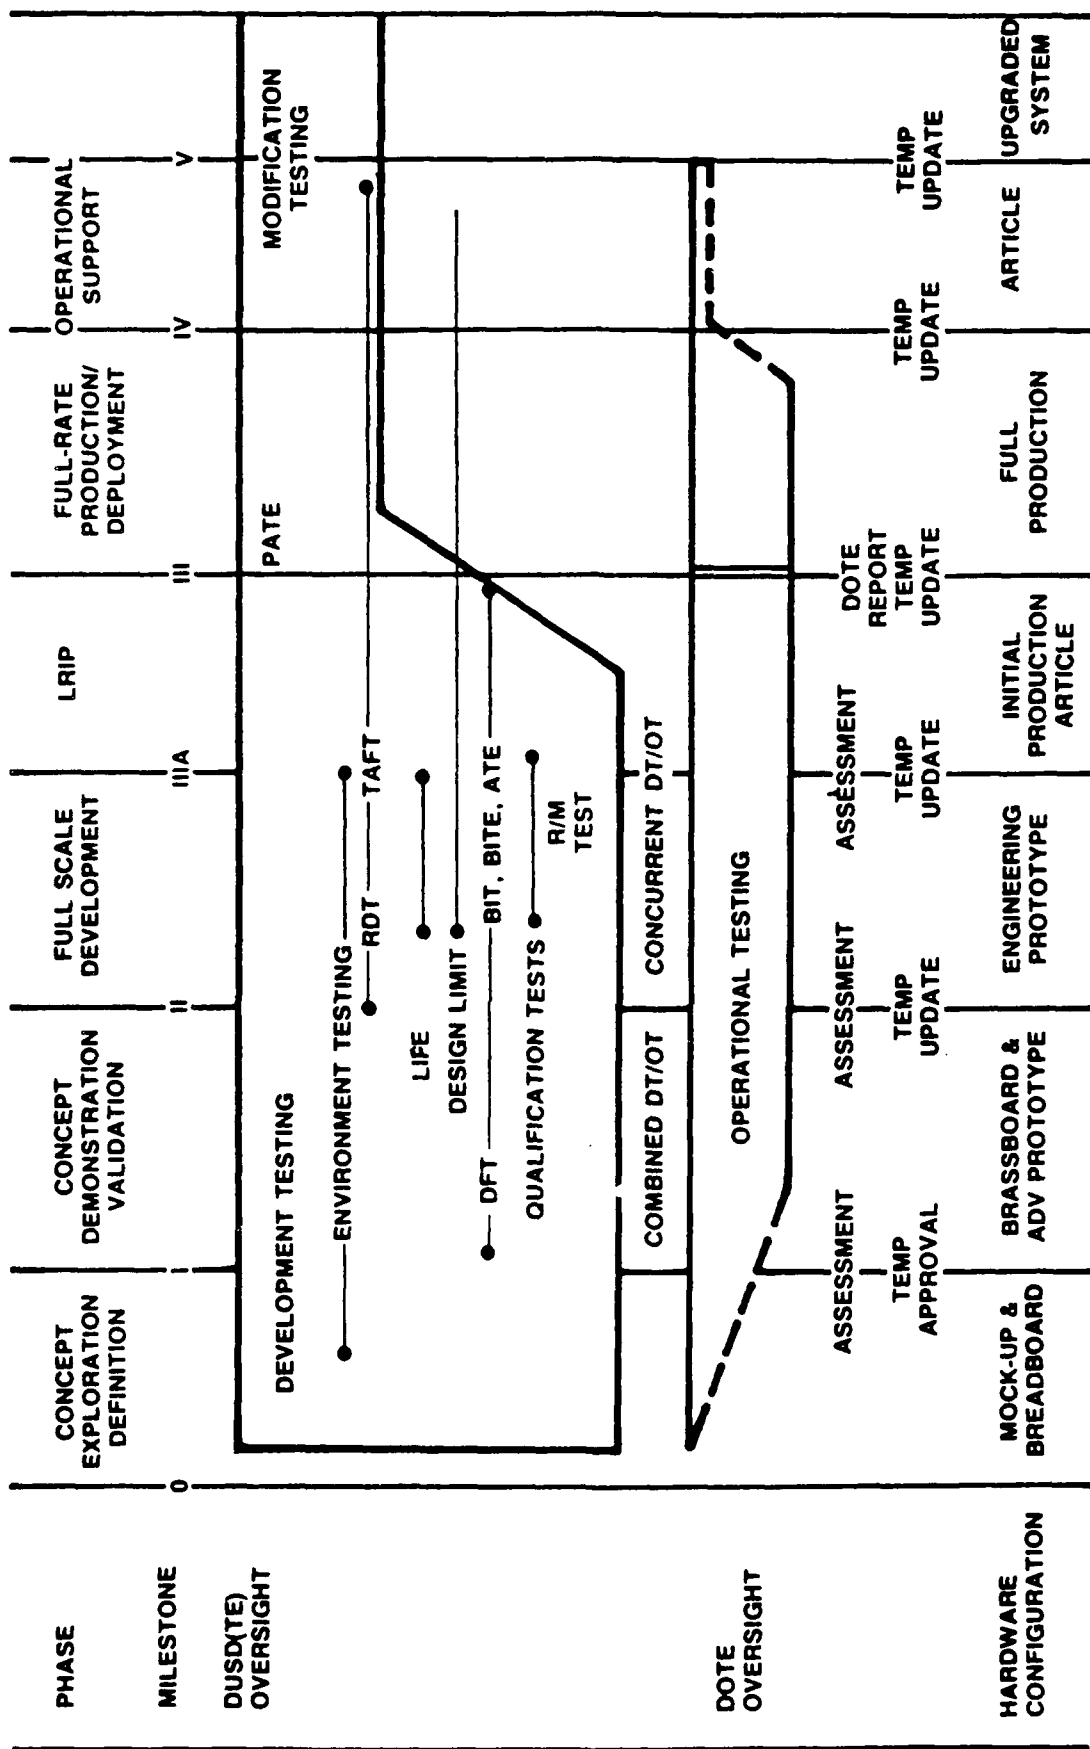 PHASE
CONCEPT
EXPLORATION
DEFINITION
CONCEPT
DEMONSTRATION
VALIDATION
FULL SCALE
DEVELOPMENT
LRIP
FULL-RATE
PRODUCTION/
DEPLOYMENT
OPERATIONAL
SUPPORT
MILESTONE
0
I
II
IIIA
III
IV
V
DUSD(TE)
OVERSIGHT
DEVELOPMENT TESTING
PATE
MODIFICATION
TESTING
ENVIRONMENT TESTING
RDT
TAFT
LIFE
DESIGN LIMIT
DFT
BIT, BITE, ATE
QUALIFICATION TESTS
R/M
TEST
COMBINED DT/OT
CONCURRENT DT/OT
DOTE
OVERSIGHT
OPERATIONAL TESTING
ASSESSMENT
TEMP
APPROVAL
ASSESSMENT
TEMP
UPDATE
ASSESSMENT
TEMP
UPDATE
DOTE
REPORT
TEMP
UPDATE
TEMP
UPDATE
TEMP
UPDATE
HARDWARE
CONFIGURATION
MOCK-UP &
BREADBOARD
BRASSBOARD &
ADV PROTOTYPE
ENGINEERING
PROTOTYPE
INITIAL
PRODUCTION
ARTICLE
FULL
PRODUCTION
ARTICLE
UPGRADED
SYSTEM